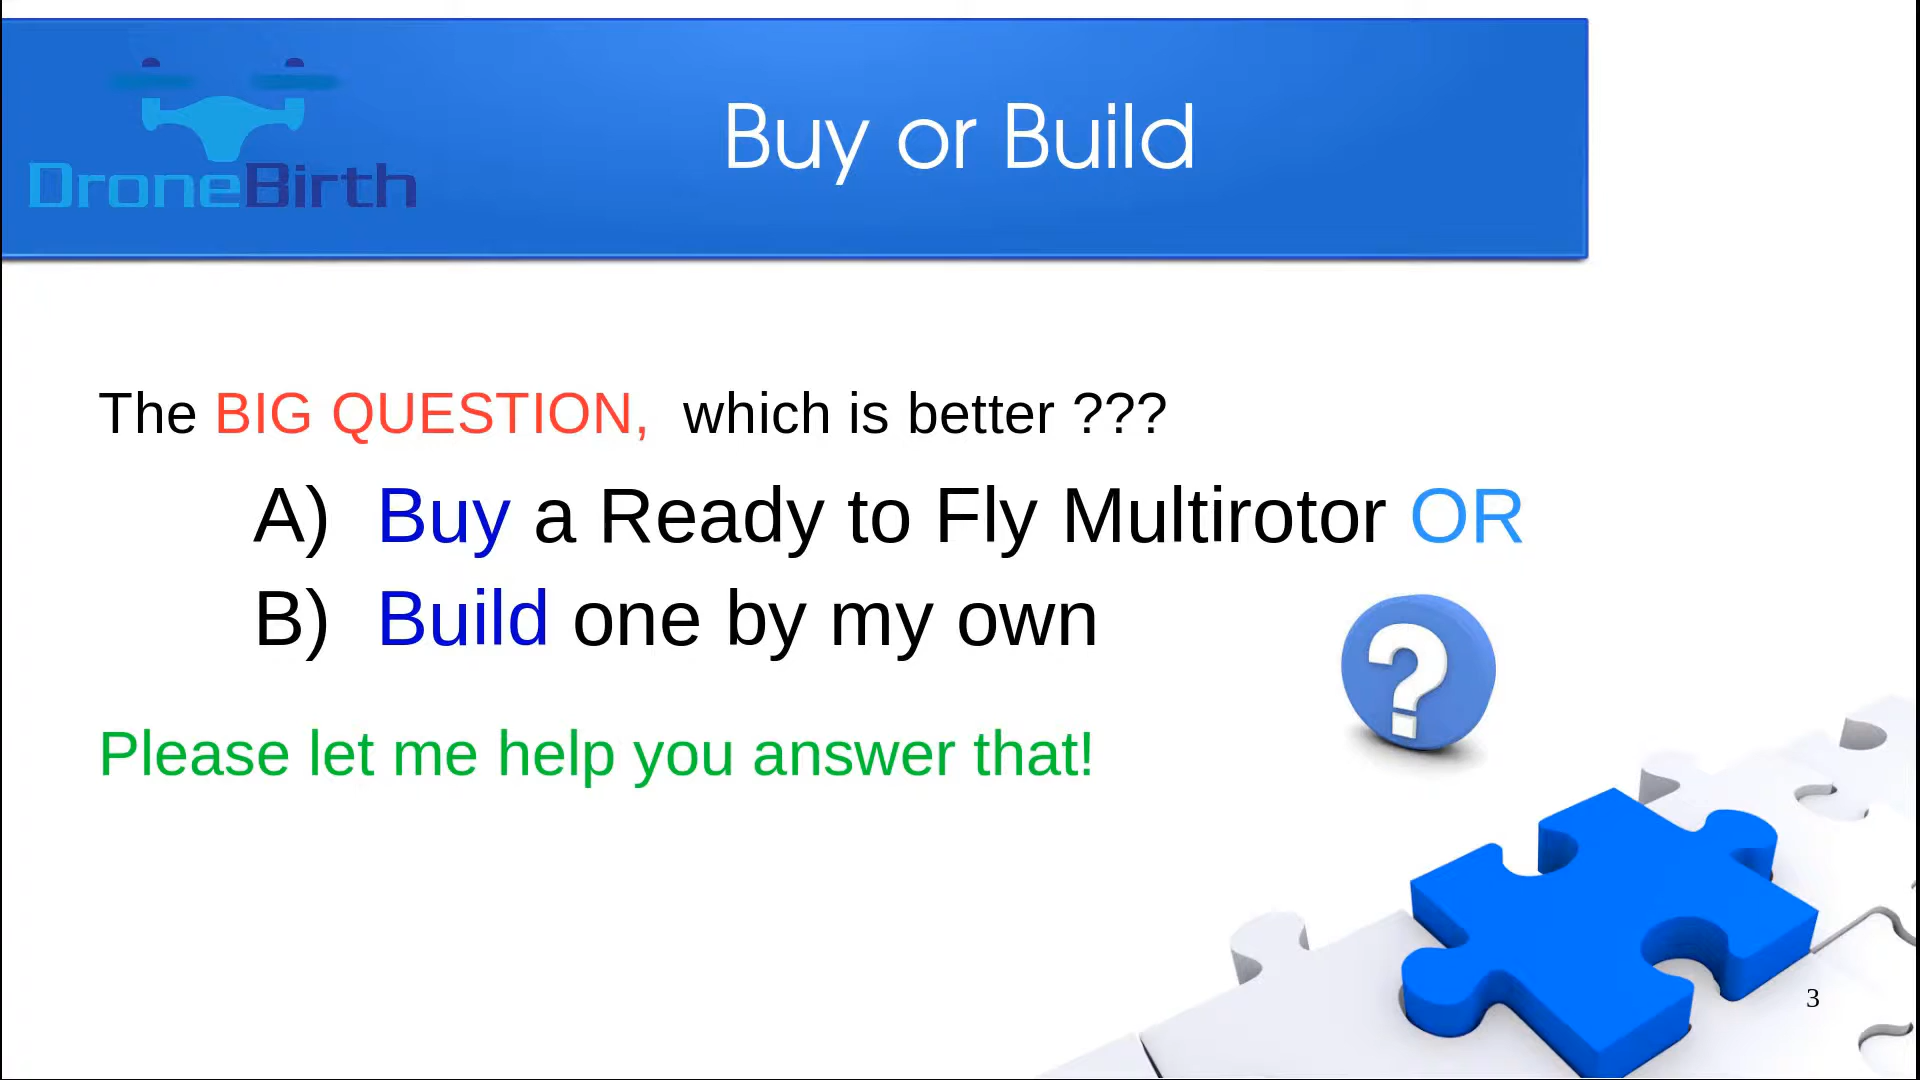 DroneBirth
Buy or Build
The BIG QUESTION, which is better ???
A) Buy a Ready to Fly Multirotor OR
B) Build one by my own
?
Please let me help you answer that!
3